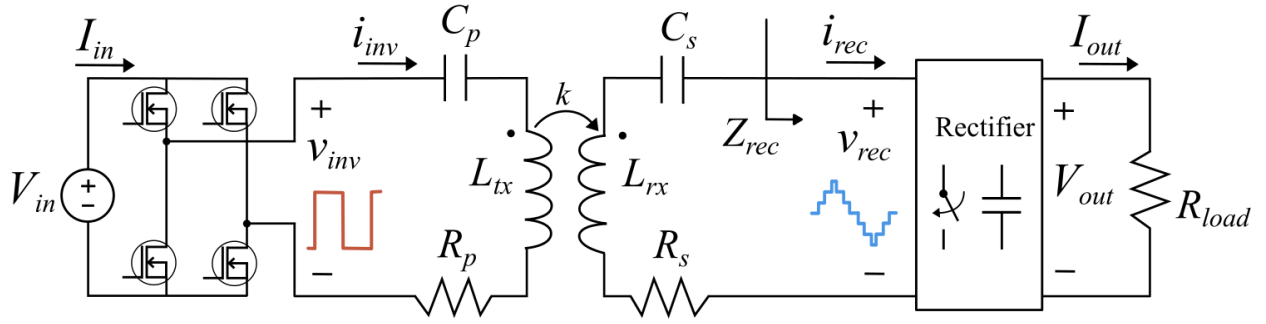 I_in
i_inv
C_p
C_s
i_rec
I_out
+
k
+
+
Rectifier
v_inv
Z_rec
v_rec
V_in
+
−
L_tx
L_rx
V_out
R_load
R_p
R_s
−
−
−